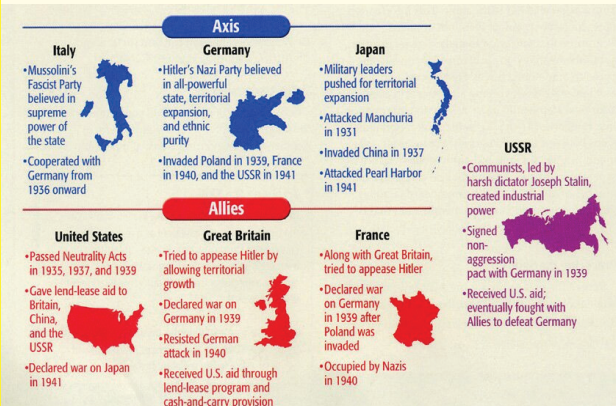 Axis
Italy
•Mussolini's
Fascist Party
believed in
supreme
power of
the state
•Cooperated with
Germany from
1936 onward
Germany
•Hitler's Nazi Party believed
in all-powerful
state, territorial
expansion,
and ethnic
purity
•Invaded Poland in 1939, France
in 1940, and the USSR in 1941
Japan
•Military leaders
pushed for territorial
expansion
•Attacked Manchuria
in 1931
•Invaded China in 1937
•Attacked Pearl Harbor
in 1941
Allies
United States
•Passed Neutrality Acts
in 1935, 1937, and 1939
•Gave lend-lease aid to
Britain,
China,
and the
USSR
•Declared war on Japan
in 1941
Great Britain
•Tried to appease Hitler by
allowing territorial
growth
•Declared war on
Germany in 1939
•Resisted German
attack in 1940
•Received U.S. aid through
lend-lease program and
cash-and-carry provision
France
•Along with Great Britain,
tried to appease Hitler
•Declared war
on Germany
in 1939 after
Poland was
invaded
•Occupied by Nazis
in 1940
USSR
•Communists, led by
harsh dictator Joseph Stalin,
created industrial
power
•Signed
non-
aggression
pact with Germany in 1939
•Received U.S. aid;
eventually fought with
Allies to defeat Germany